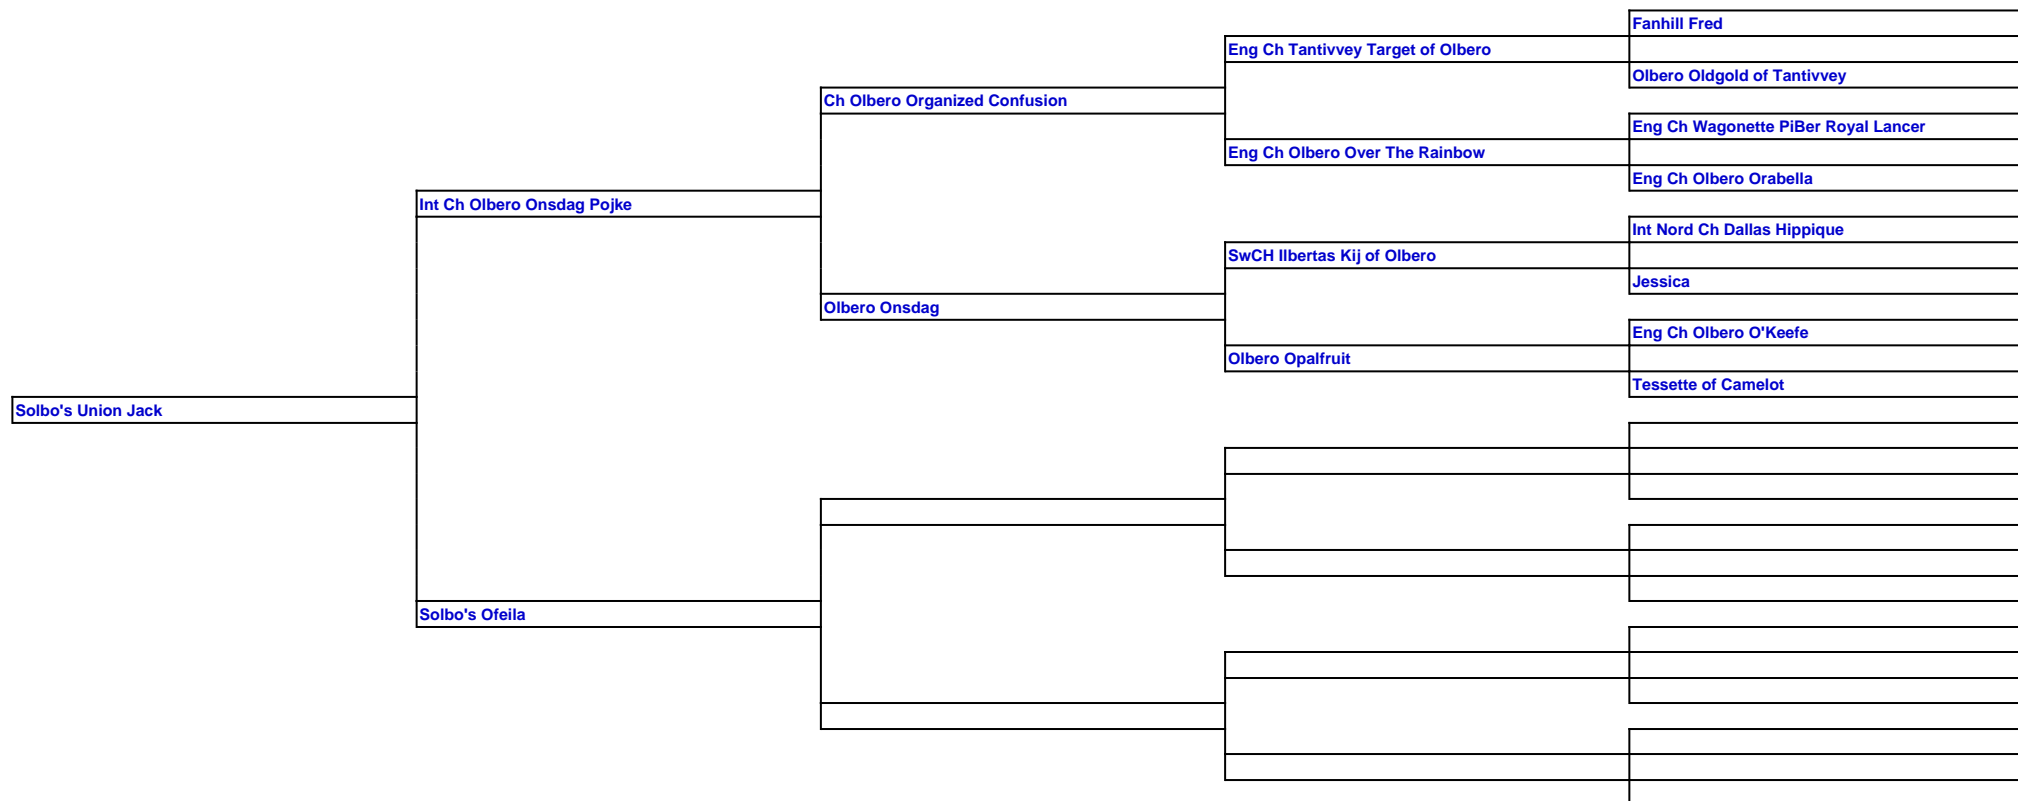 Fanhill Fred
Eng Ch Tantivvey Target of Olbero
Olbero Oldgold of Tantivvey
Ch Olbero Organized Confusion
Eng Ch Wagonette PiBer Royal Lancer
Eng Ch Olbero Over The Rainbow
Eng Ch Olbero Orabella
Int Ch Olbero Onsdag Pojke
Int Nord Ch Dallas Hippique
SwCH Ilbertas Kij of Olbero
Jessica
Olbero Onsdag
Eng Ch Olbero O'Keefe
Olbero Opalfruit
Tessette of Camelot
Solbo's Union Jack
Solbo's Ofeila